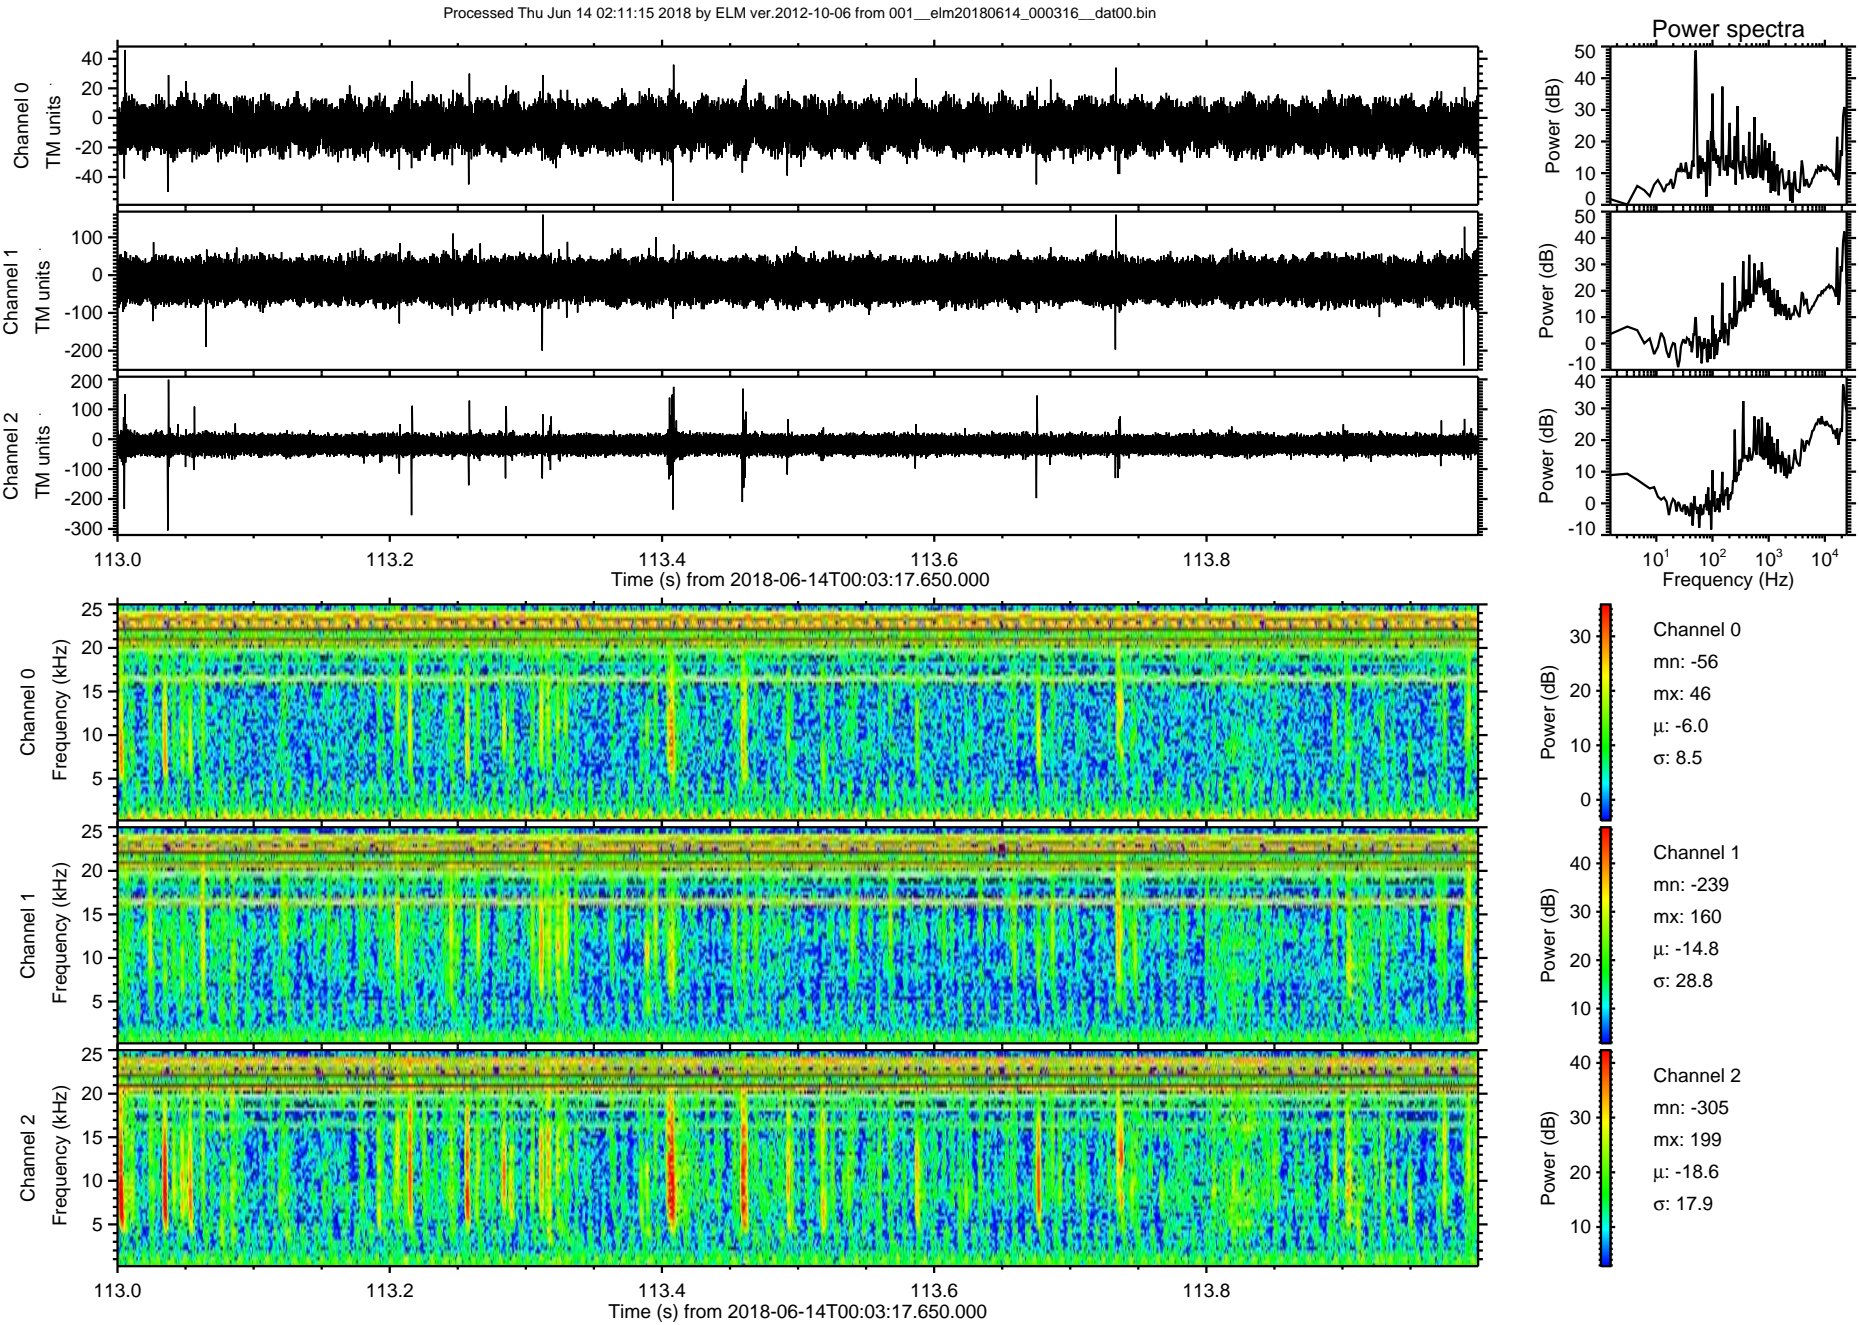 Processed Thu Jun 14 02:11:15 2018 by ELM ver.2012-10-06 from 001__elm20180614_000316__dat00.bin
Power spectra
Channel 0
TM units
40
20
0
-20
-40
Power (dB)
50
40
30
20
10
0
Channel 1
TM units
100
0
-100
-200
Power (dB)
50
40
30
20
10
0
-10
Channel 2
TM units
200
100
0
-100
-200
-300
Power (dB)
40
30
20
10
0
-10
113.0
113.2
113.4
113.6
113.8
Time (s) from 2018-06-14T00:03:17.650.000
10¹
10²
10³
10⁴
Frequency (Hz)
Channel 0
Frequency (kHz)
25
20
15
10
5
Power (dB)
30
20
10
0
Channel 0
mn: -56
mx: 46
µ: -6.0
σ: 8.5
Channel 1
Frequency (kHz)
25
20
15
10
5
Power (dB)
40
30
20
10
Channel 1
mn: -239
mx: 160
µ: -14.8
σ: 28.8
Channel 2
Frequency (kHz)
25
20
15
10
5
Power (dB)
40
30
20
10
Channel 2
mn: -305
mx: 199
µ: -18.6
σ: 17.9
113.0
113.2
113.4
113.6
113.8
Time (s) from 2018-06-14T00:03:17.650.000